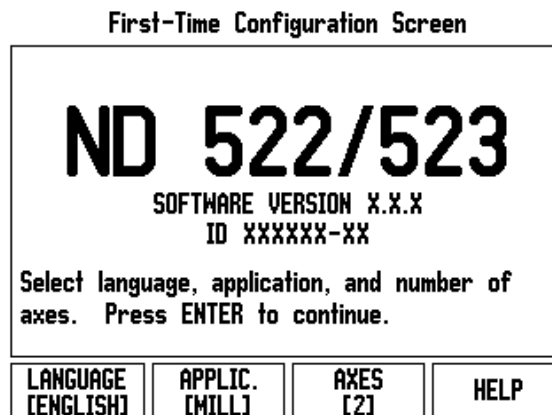 First-Time Configuration Screen
ND 522/523
SOFTWARE VERSION X.X.X
ID XXXXXX-XX
Select language, application, and number of
axes. Press ENTER to continue.
LANGUAGE APPLIC. AXES HELP
[ENGLISH] [MILL] [2]